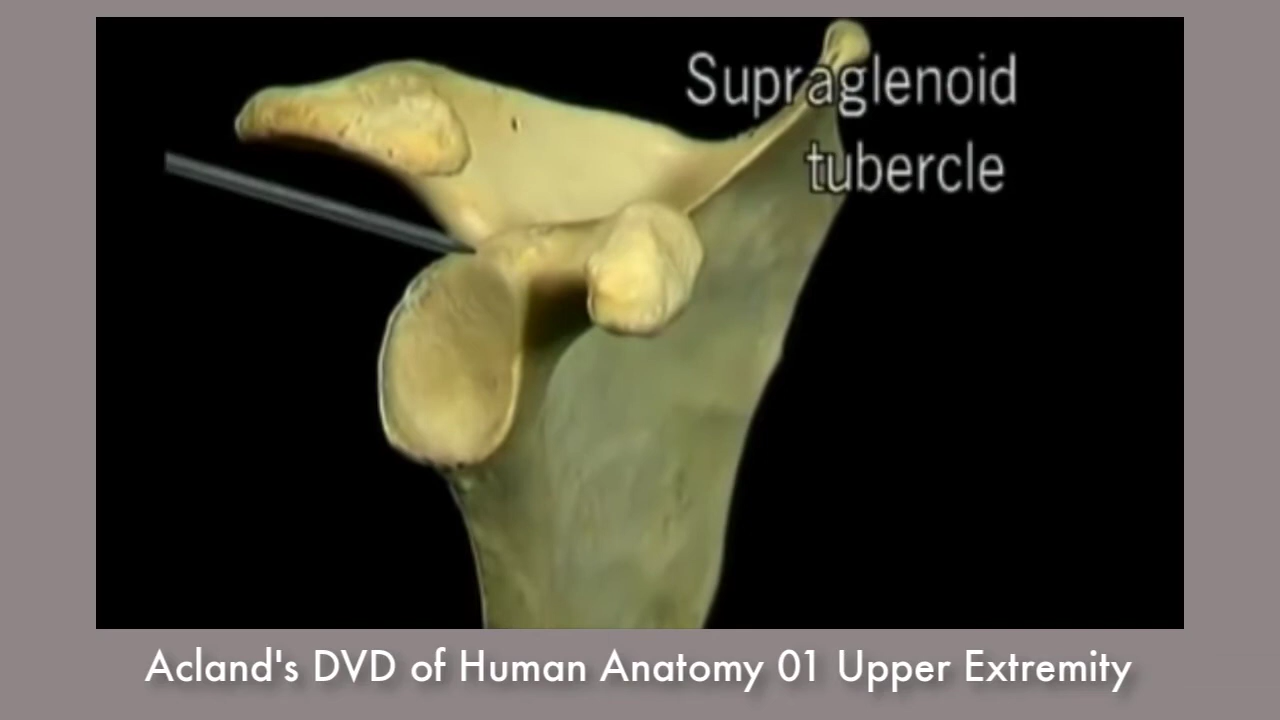 Supraglenoid
tubercle
Acland's DVD of Human Anatomy 01 Upper Extremity